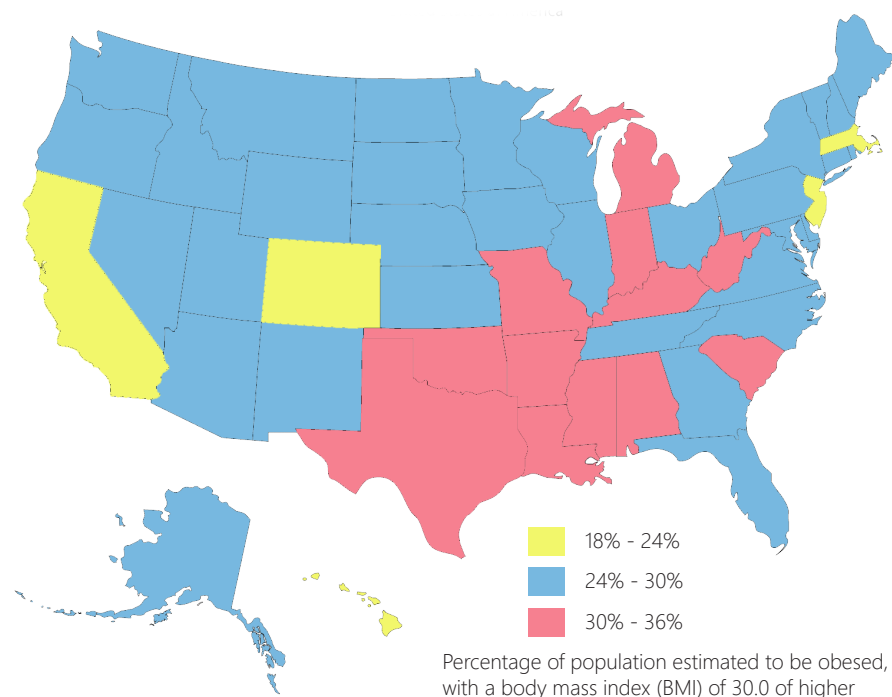 18% - 24%
24% - 30%
30% - 36%
Percentage of population estimated to be obesed,
with a body mass index (BMI) of 30.0 of higher